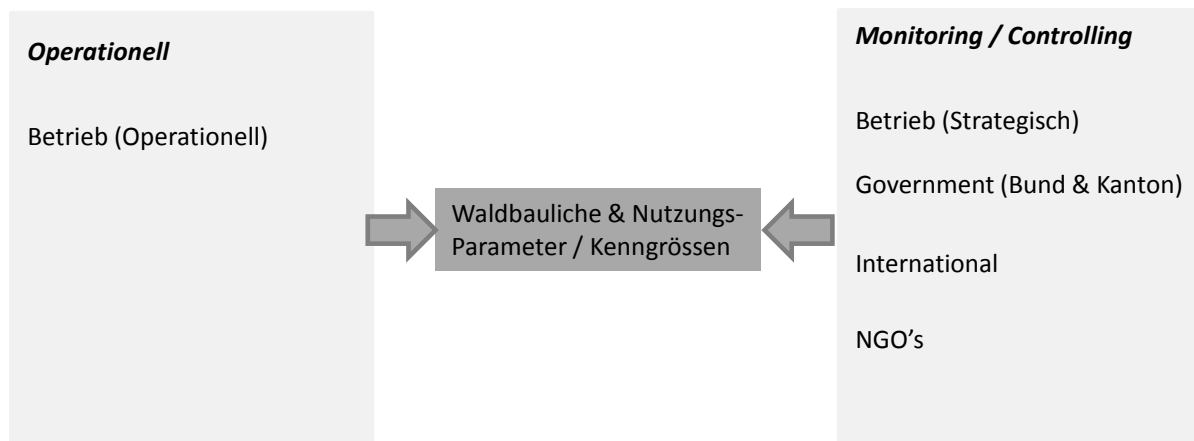 Operationell
Betrieb (Operationell)
Waldbauliche & Nutzungs-
Parameter / Kenngrössen
Monitoring / Controlling
Betrieb (Strategisch)
Government (Bund & Kanton)
International
NGO’s